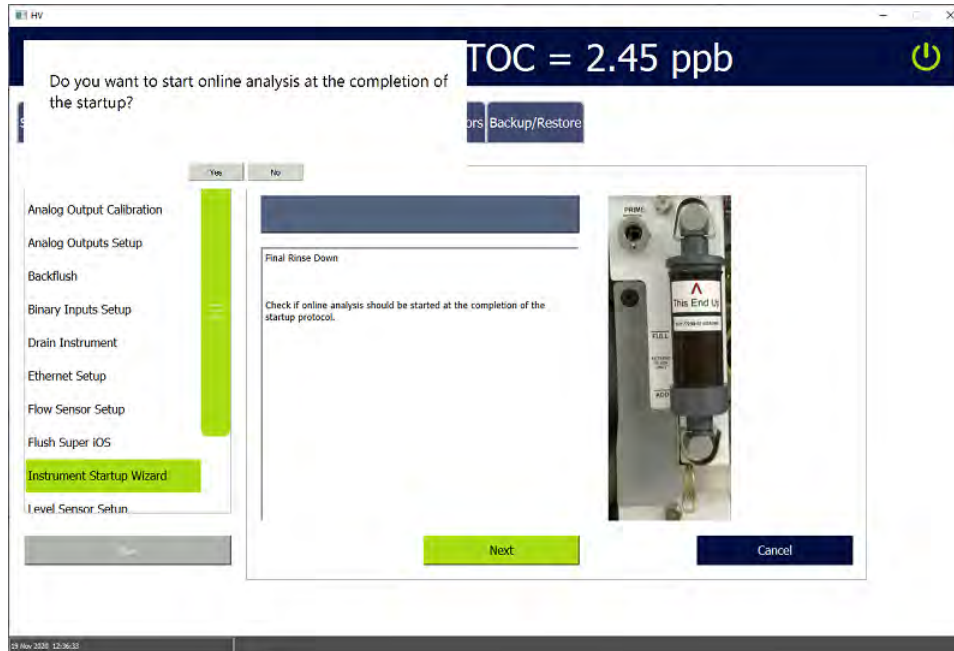 HV
TOC = 2.45 ppb
Do you want to start online analysis at the completion of
the startup?
Backup/Restore
Yes
No
Analog Output Calibration
Analog Outputs Setup
Backflush
Binary Inputs Setup
Drain Instrument
Ethernet Setup
Flow Sensor Setup
Flush Super iOS
Instrument Startup Wizard
Level Sensor Setup
Final Rinse Down
Check if online analysis should be started at the completion of the
startup protocol.
PRIME
This End Up
FULL
ADD
Next
Cancel
19 Nov 2020 12:36:33